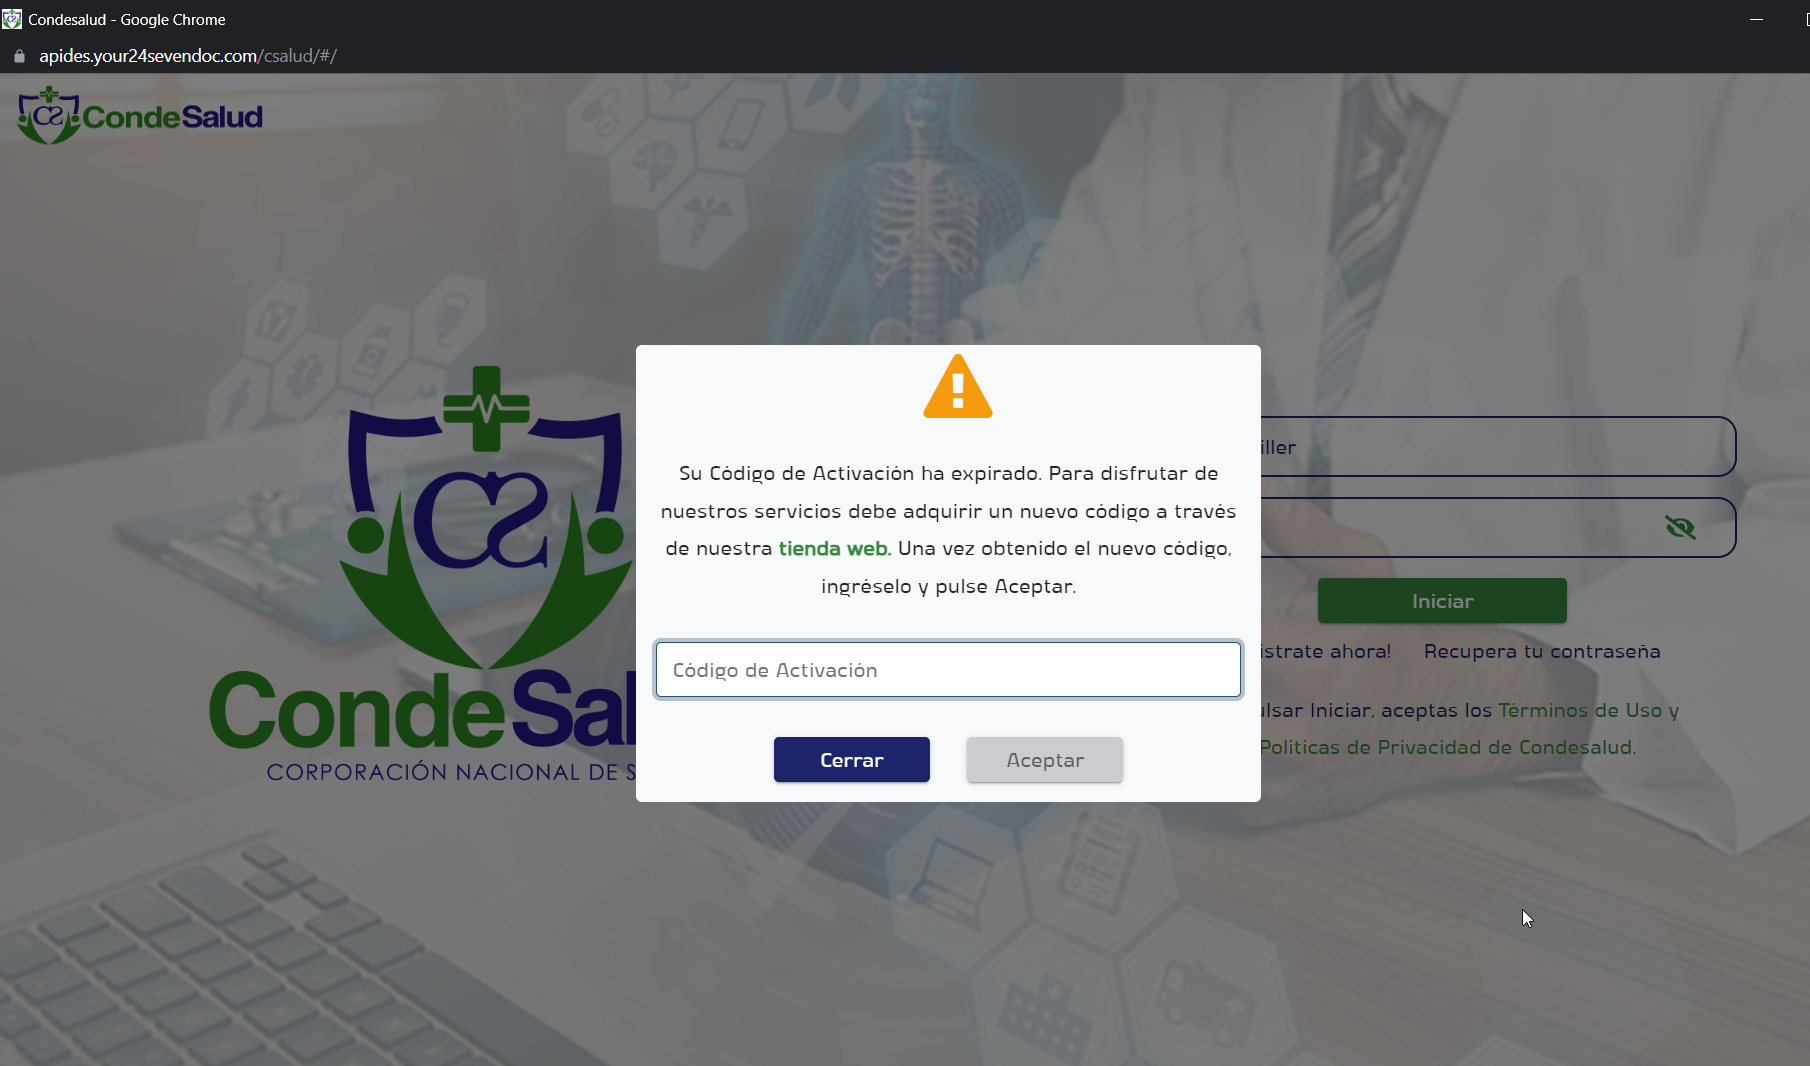 Condesalud - Google Chrome
apides.your24sevendoc.com/csalud/#/
CS CondeSalud
Su Código de Activación ha expirado. Para disfrutar de
nuestros servicios debe adquirir un nuevo código a través
de nuestra tienda web. Una vez obtenido el nuevo código,
ingréselo y pulse Aceptar.
Código de Activación
Cerrar
Aceptar
CS
CondeSal
CORPORACIÓN NACIONAL DE S
iller
Iniciar
istrate ahora!
Recupera tu contraseña
ulsar Iniciar, aceptas los Términos de Uso y
Politicas de Privacidad de Condesalud.